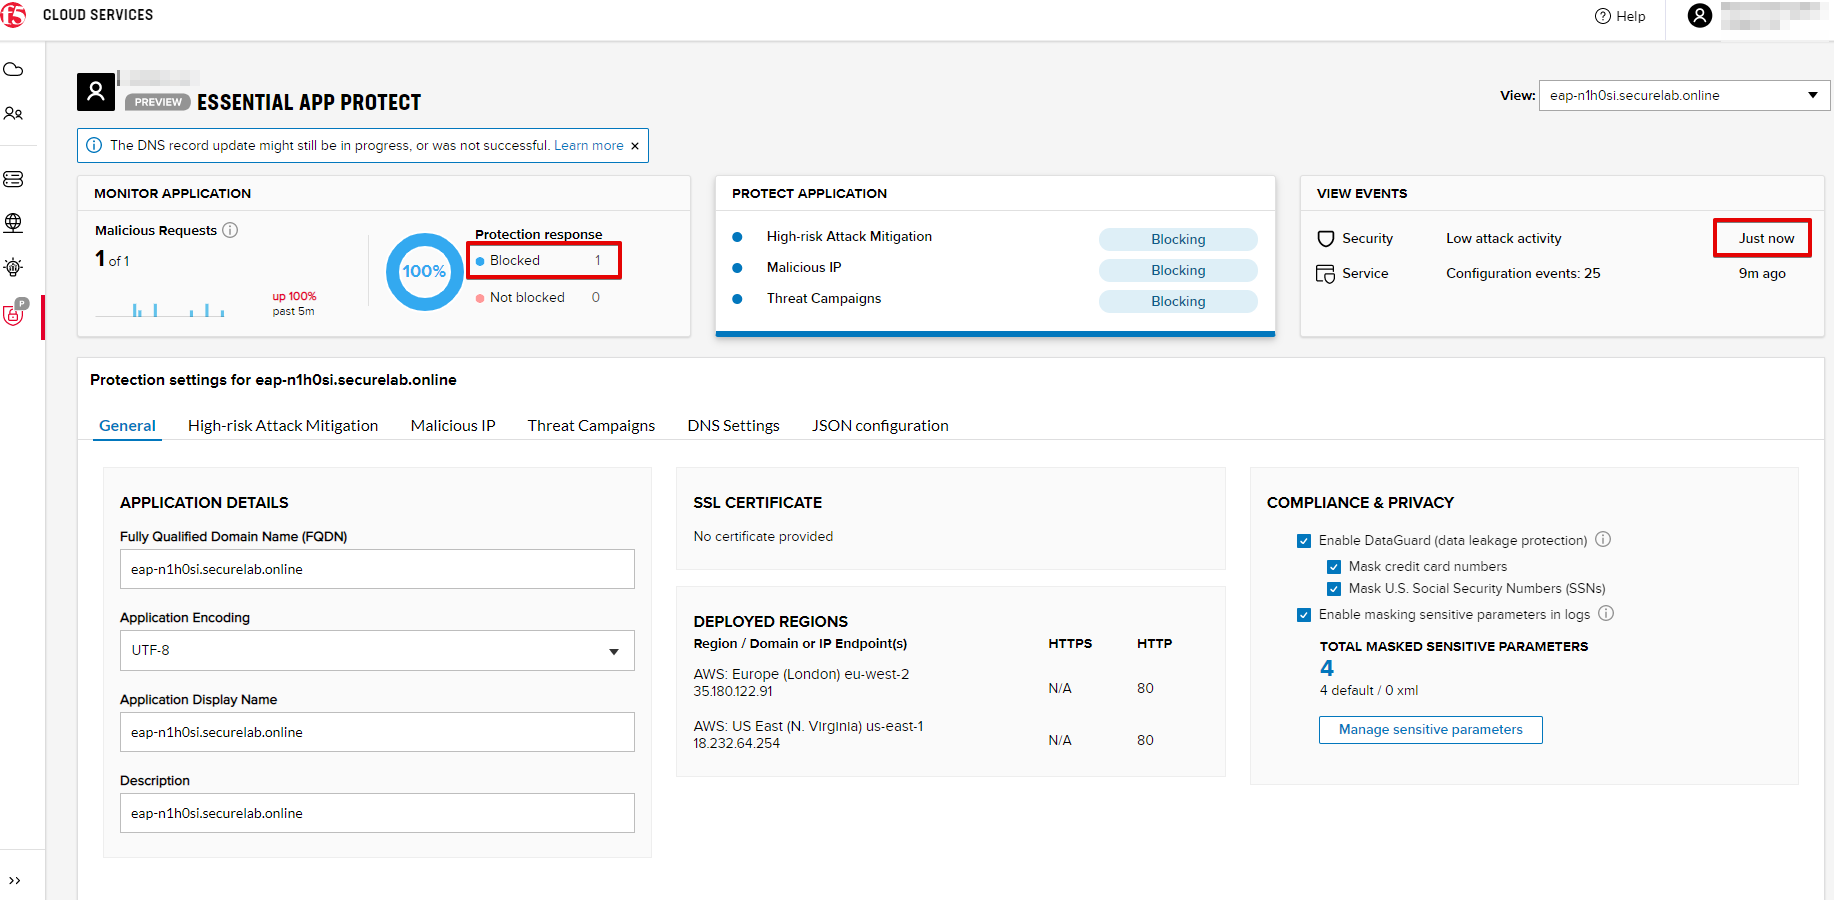 f5 CLOUD SERVICES
Help
PREVIEW ESSENTIAL APP PROTECT
View: eap-n1h0si.securelab.online
The DNS record update might still be in progress, or was not successful. Learn more ×
MONITOR APPLICATION
Malicious Requests
1 of 1
up 100%
past 5m
100%
Protection response
Blocked 1
Not blocked 0
PROTECT APPLICATION
High-risk Attack Mitigation Blocking
Malicious IP Blocking
Threat Campaigns Blocking
VIEW EVENTS
Security Low attack activity Just now
Service Configuration events: 25 9m ago
P
Protection settings for eap-n1h0si.securelab.online
General High-risk Attack Mitigation Malicious IP Threat Campaigns DNS Settings JSON configuration
APPLICATION DETAILS
Fully Qualified Domain Name (FQDN)
eap-n1h0si.securelab.online
Application Encoding
UTF-8
Application Display Name
eap-n1h0si.securelab.online
Description
eap-n1h0si.securelab.online
SSL CERTIFICATE
No certificate provided
DEPLOYED REGIONS
Region / Domain or IP Endpoint(s) HTTPS HTTP
AWS: Europe (London) eu-west-2
35.180.122.91 N/A 80
AWS: US East (N. Virginia) us-east-1
18.232.64.254 N/A 80
COMPLIANCE & PRIVACY
Enable DataGuard (data leakage protection)
Mask credit card numbers
Mask U.S. Social Security Numbers (SSNs)
Enable masking sensitive parameters in logs
TOTAL MASKED SENSITIVE PARAMETERS
4
4 default / 0 xml
Manage sensitive parameters